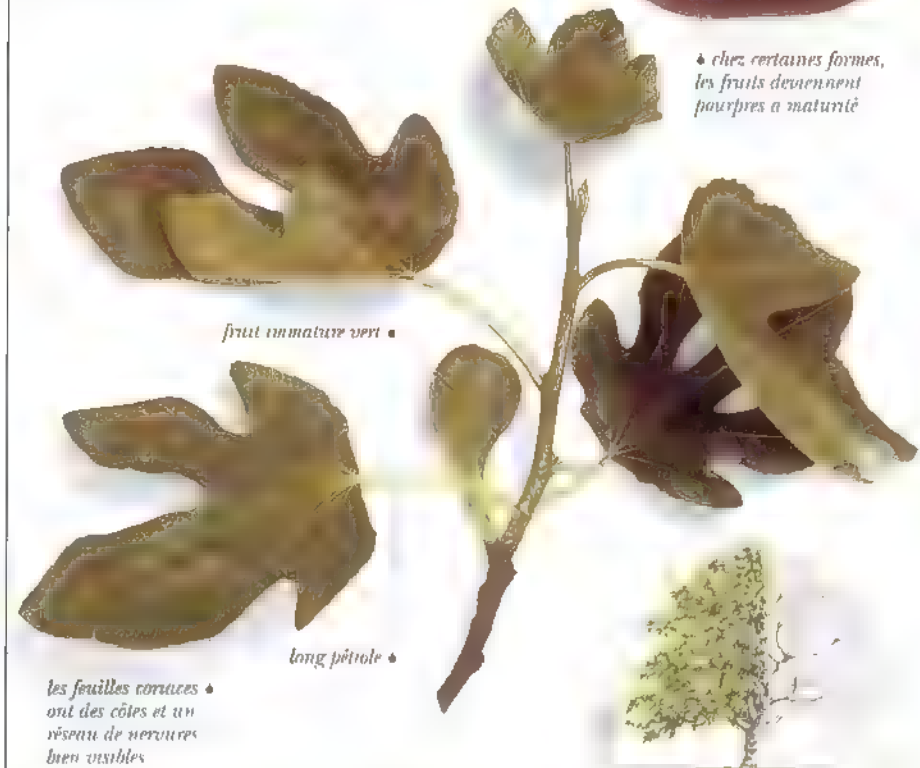 chez certaines formes,
les fruits deviennent
pourpres a maturité
fruit immature vert
long pétiole
les feuilles coriaces
ont des côtes et un
réseau de nervures
bien visibles